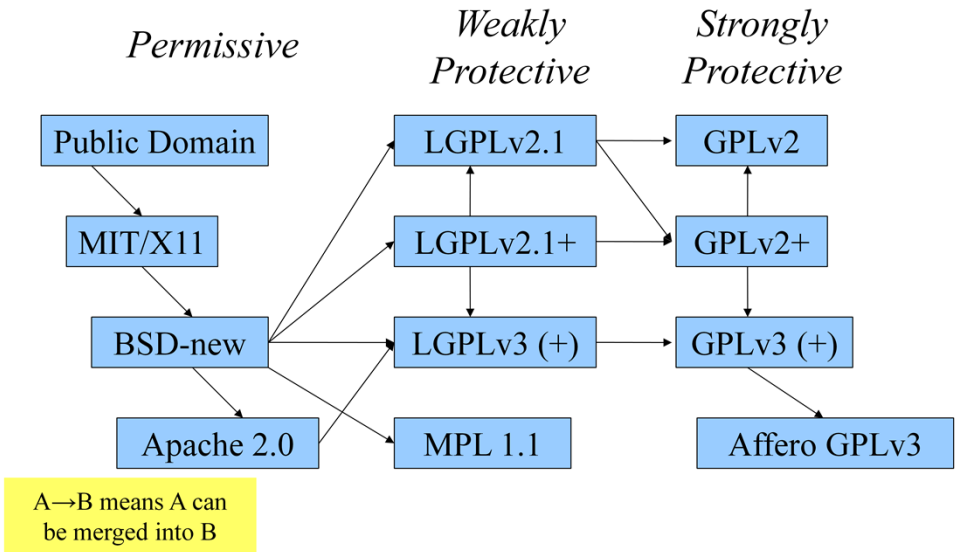 Permissive
Weakly
Protective
Strongly
Protective
Public Domain
LGPLv2.1
GPLv2
MIT/X11
LGPLv2.1+
GPLv2+
BSD-new
LGPLv3 (+)
GPLv3 (+)
Apache 2.0
MPL 1.1
Affero GPLv3
A→B means A can
be merged into B